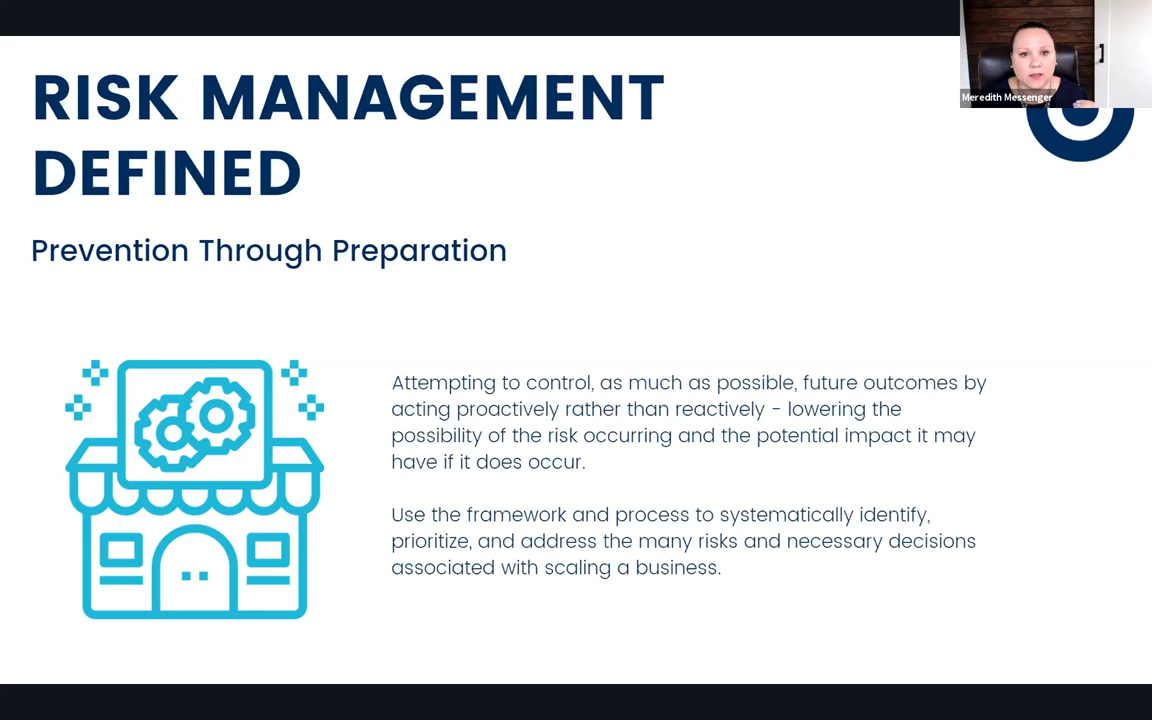 RISK MANAGEMENT
DEFINED
Meredith Messenger
Prevention Through Preparation
Attempting to control, as much as possible, future outcomes by
acting proactively rather than reactively - lowering the
possibility of the risk occurring and the potential impact it may
have if it does occur.
Use the framework and process to systematically identify,
prioritize, and address the many risks and necessary decisions
associated with scaling a business.